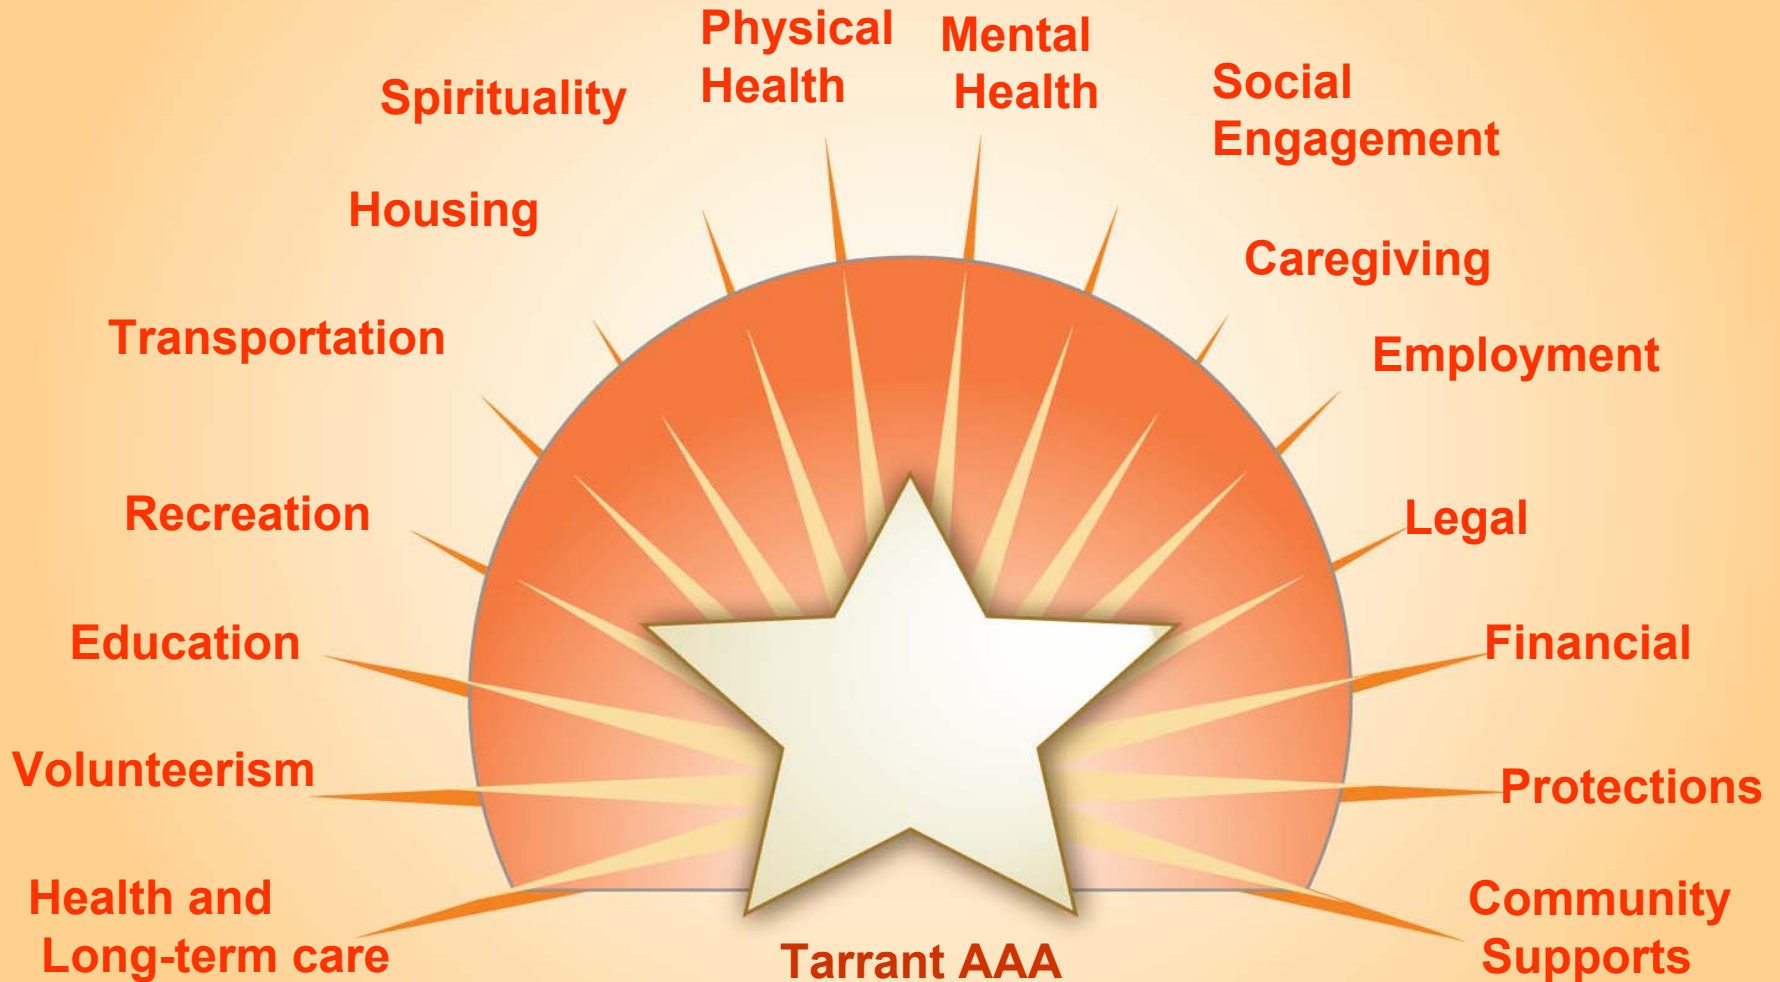 Physical
Health
Mental
Health
Social
Engagement
Spirituality
Housing
Caregiving
Transportation
Employment
Recreation
Legal
Education
Financial
Volunteerism
Protections
Health and
Long-term care
Community
Supports
Tarrant AAA